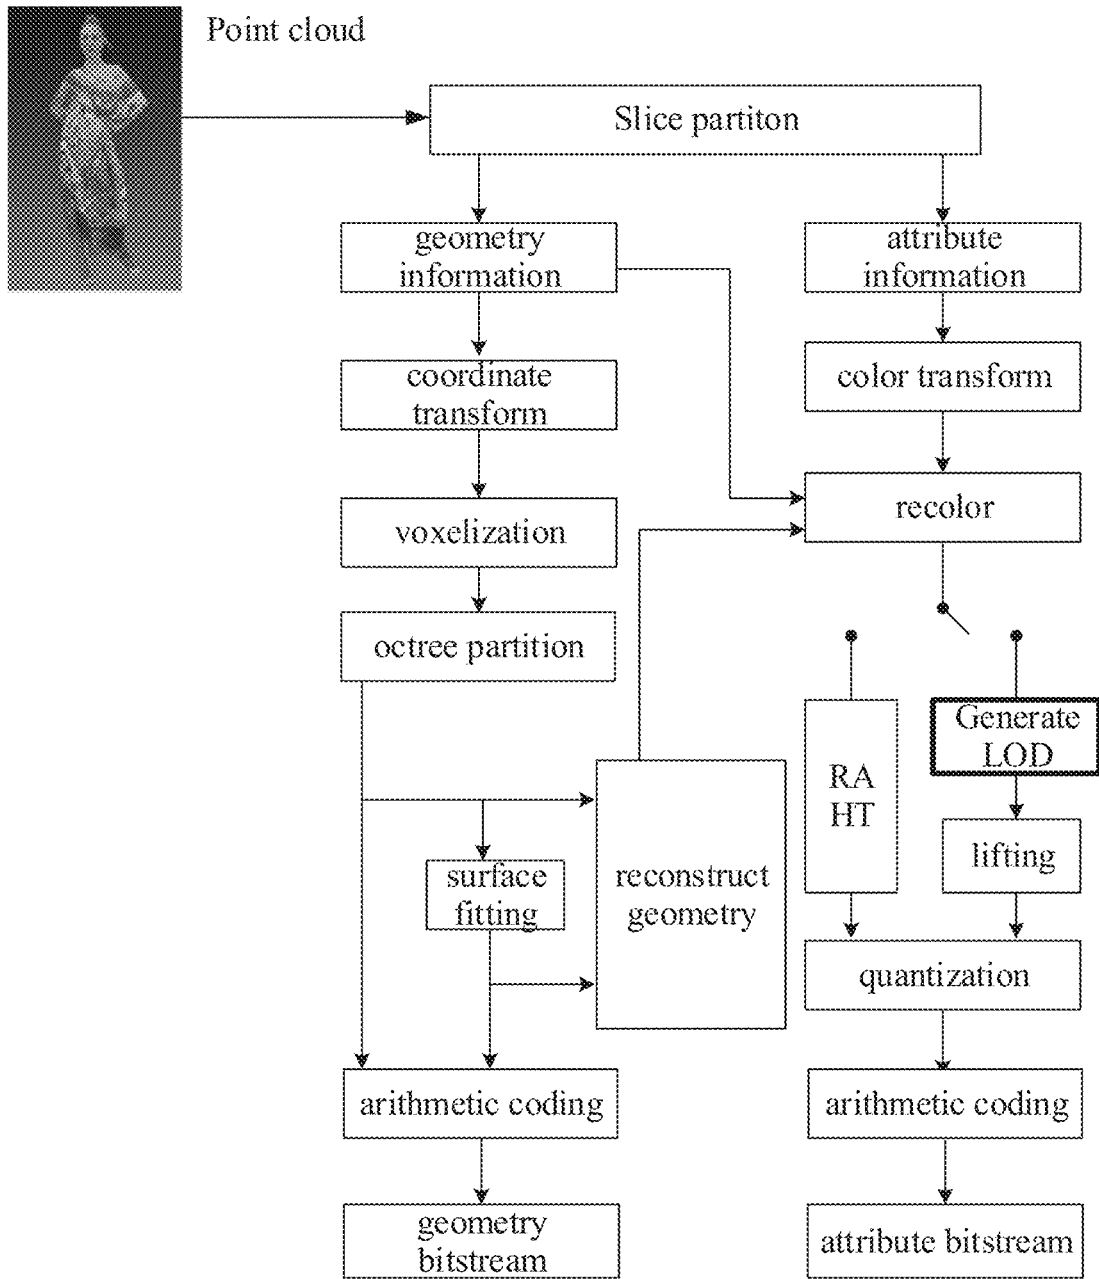 Point cloud
Slice partiton
geometry
information
attribute
information
coordinate
transform
color transform
voxelization
recolor
octree partition
Generate
LOD
RA
HT
lifting
surface
fitting
reconstruct
geometry
quantization
arithmetic coding
arithmetic coding
geometry
bitstream
attribute bitstream